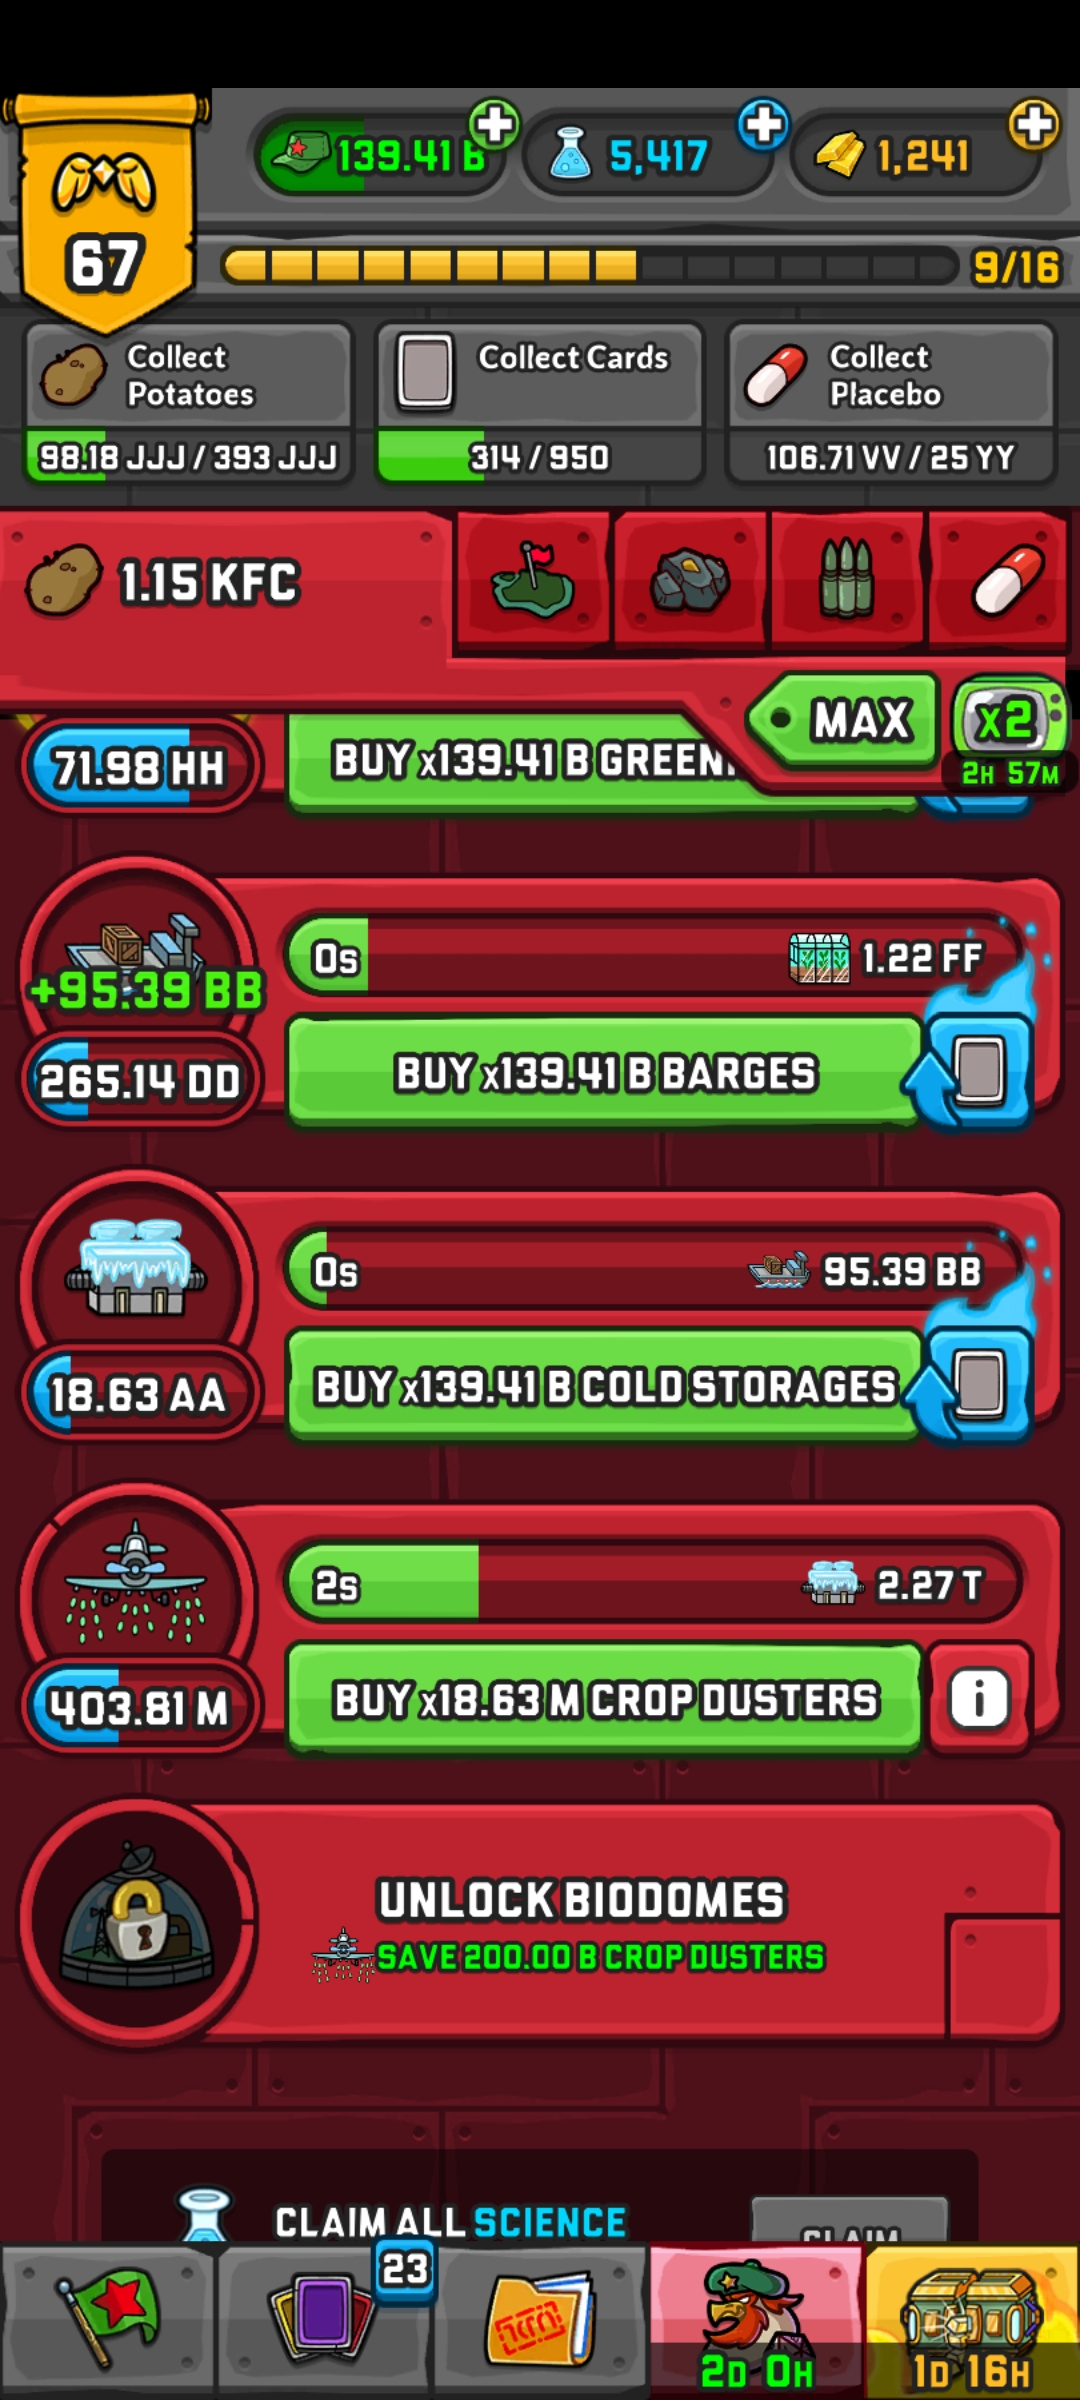 139.41 B
5,417
1,241
67
9/16
Collect
Potatoes
98.18 JJJ / 393 JJJ
Collect Cards
314 / 950
Collect
Placebo
106.71 VV / 25 YY
1.15 KFC
MAX
X2
2H 57M
71.98 HH
BUY x139.41 B GREEN
+95.39 BB
0s
1.22 FF
265.14 DD
BUY x139.41 B BARGES
0s
95.39 BB
18.63 AA
BUY x139.41 B COLD STORAGES
2s
2.27 T
403.81 M
BUY x18.63 M CROP DUSTERS
i
UNLOCK BIODOMES
SAVE 200.00 B CROP DUSTERS
CLAIM ALL SCIENCE
CLAIM
23
2D 0H
1D 16H